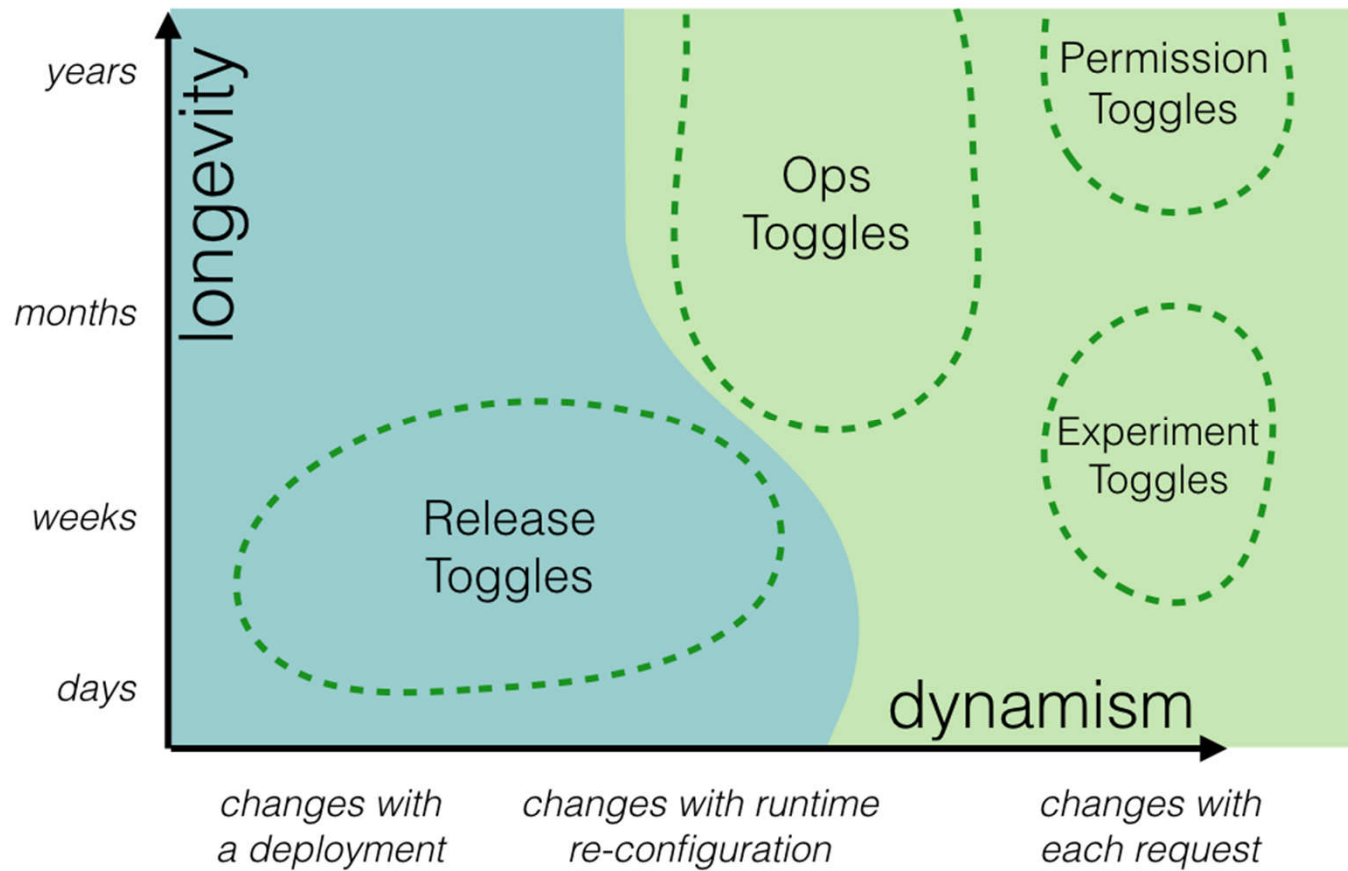 years
longevity
months
weeks
days
Ops
Toggles
Permission
Toggles
Experiment
Toggles
Release
Toggles
dynamism
changes with
a deployment
changes with runtime
re-configuration
changes with
each request